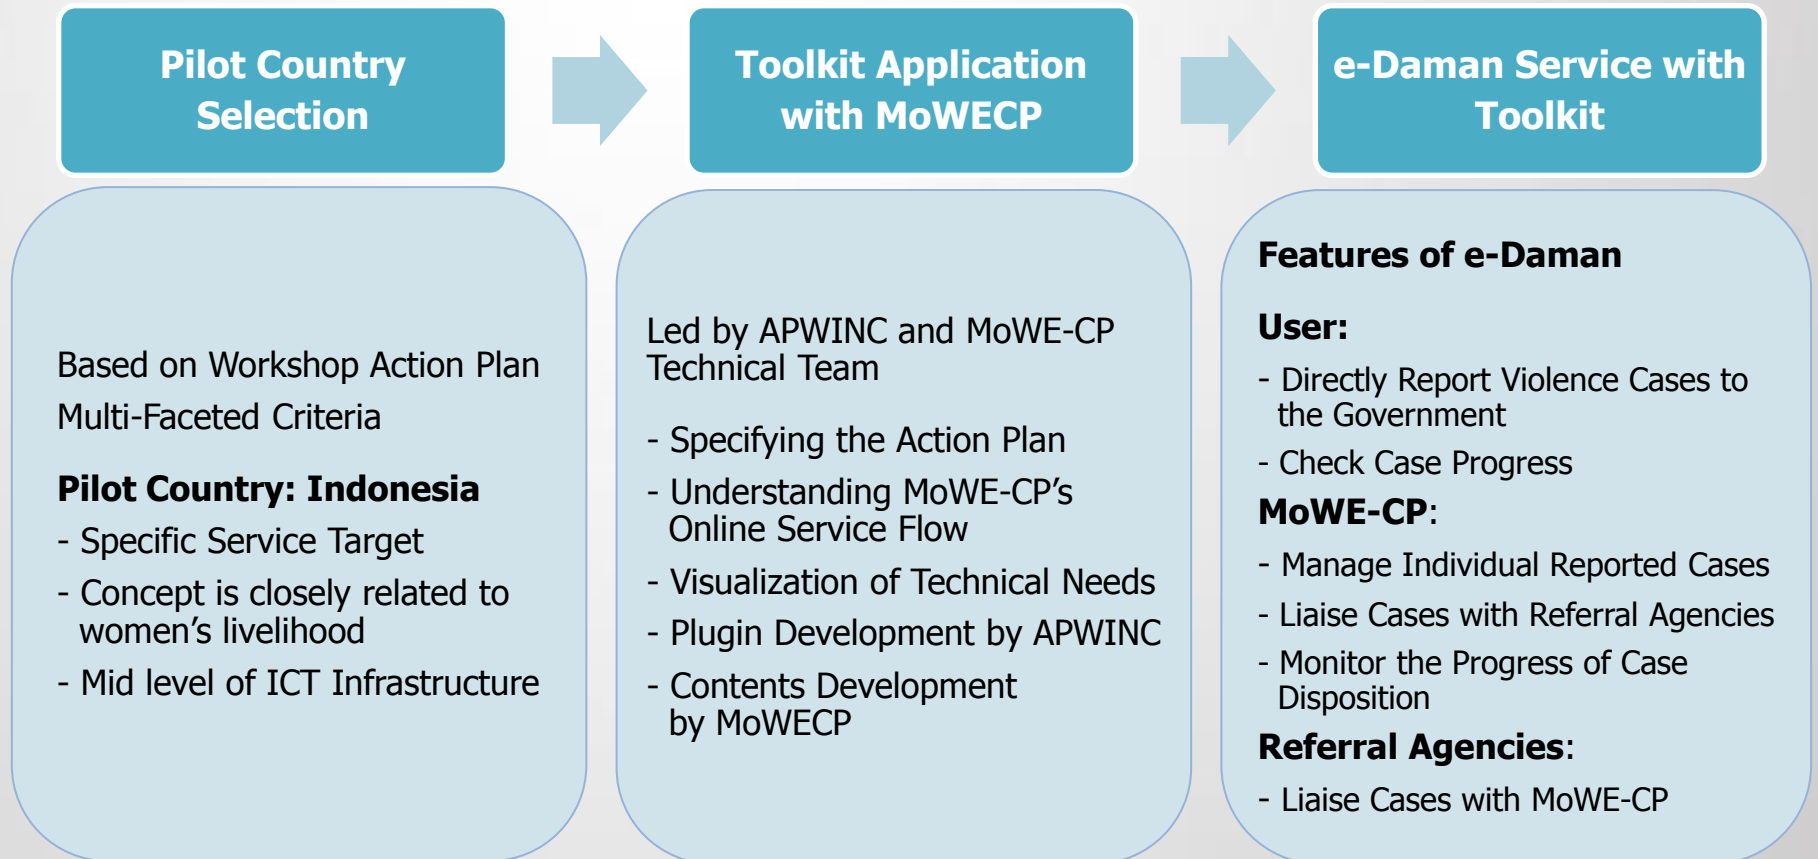 Pilot Country
Selection
Toolkit Application
with MoWECP
e-Daman Service with
Toolkit
Based on Workshop Action Plan
Multi-Faceted Criteria
Pilot Country: Indonesia
- Specific Service Target
- Concept is closely related to
women’s livelihood
- Mid level of ICT Infrastructure
Led by APWINC and MoWE-CP
Technical Team
- Specifying the Action Plan
- Understanding MoWE-CP’s
Online Service Flow
- Visualization of Technical Needs
- Plugin Development by APWINC
- Contents Development
by MoWECP
Features of e-Daman
User:
- Directly Report Violence Cases to
the Government
- Check Case Progress
MoWE-CP:
- Manage Individual Reported Cases
- Liaise Cases with Referral Agencies
- Monitor the Progress of Case
Disposition
Referral Agencies:
- Liaise Cases with MoWE-CP